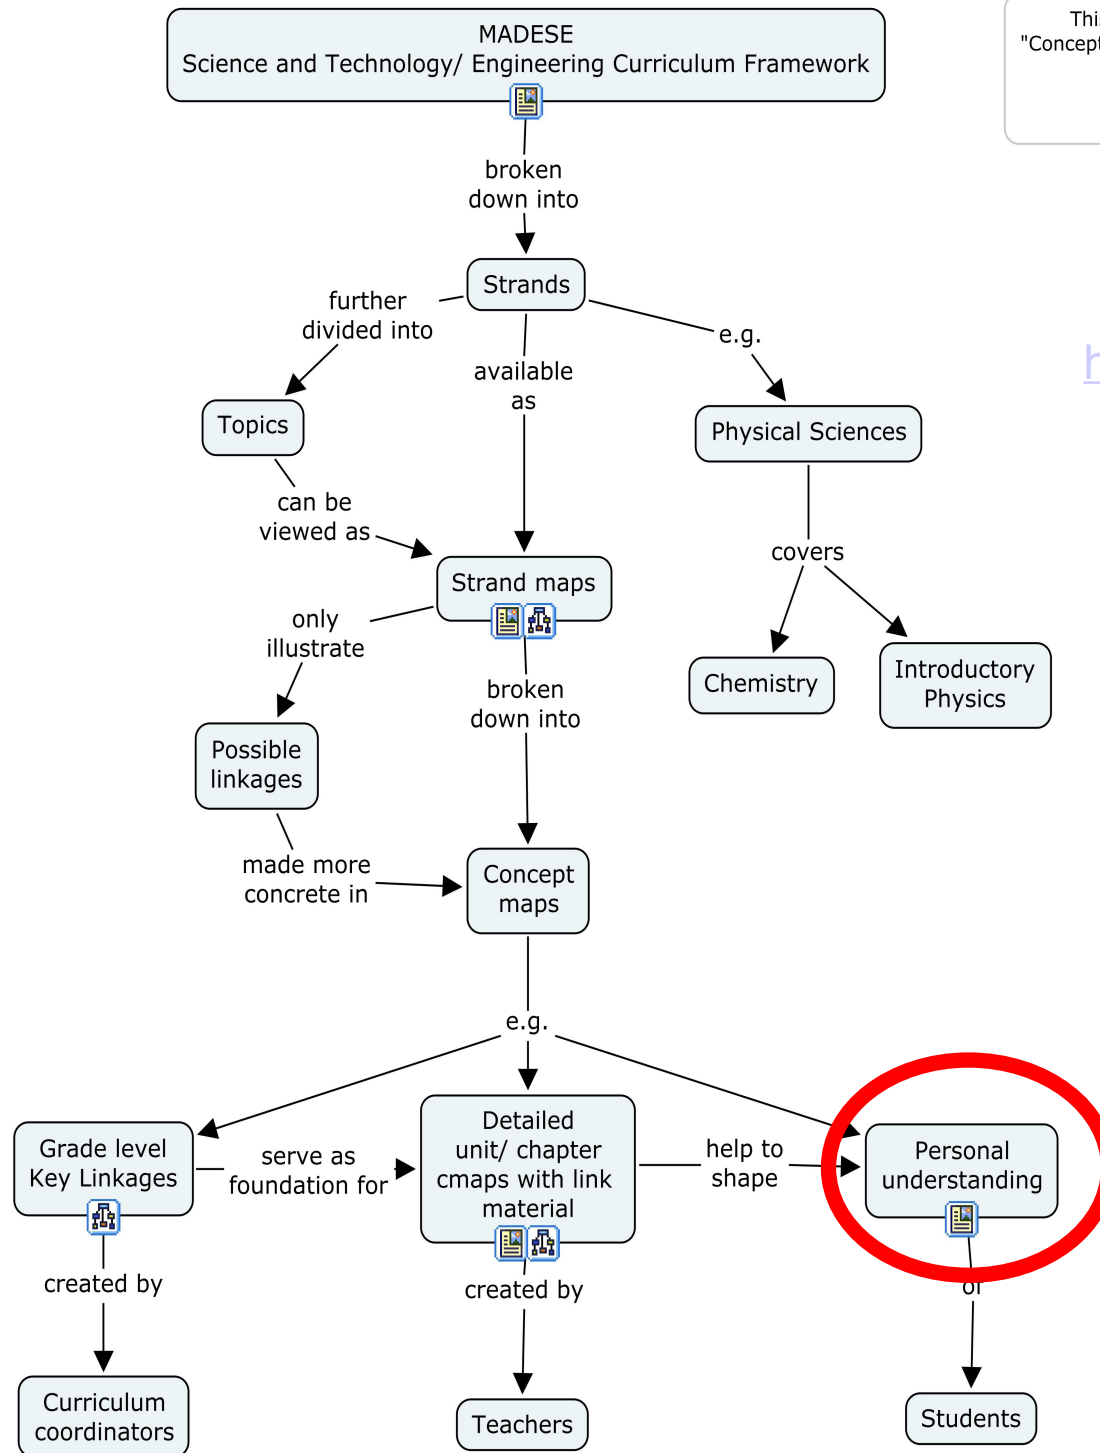 MADESE
Science and Technology/ Engineering Curriculum Framework
broken
down into
Strands
further
divided into
available
as
e.g.
Topics
Physical Sciences
can be
viewed as
covers
Strand maps
only
illustrate
broken
down into
Chemistry
Introductory
Physics
Possible
linkages
made more
concrete in
Concept
maps
e.g.
Grade level
Key Linkages
serve as
foundation for
Detailed
unit/ chapter
cmaps with link
material
help to
shape
Personal
understanding
created by
created by
Curriculum
coordinators
Teachers
Students